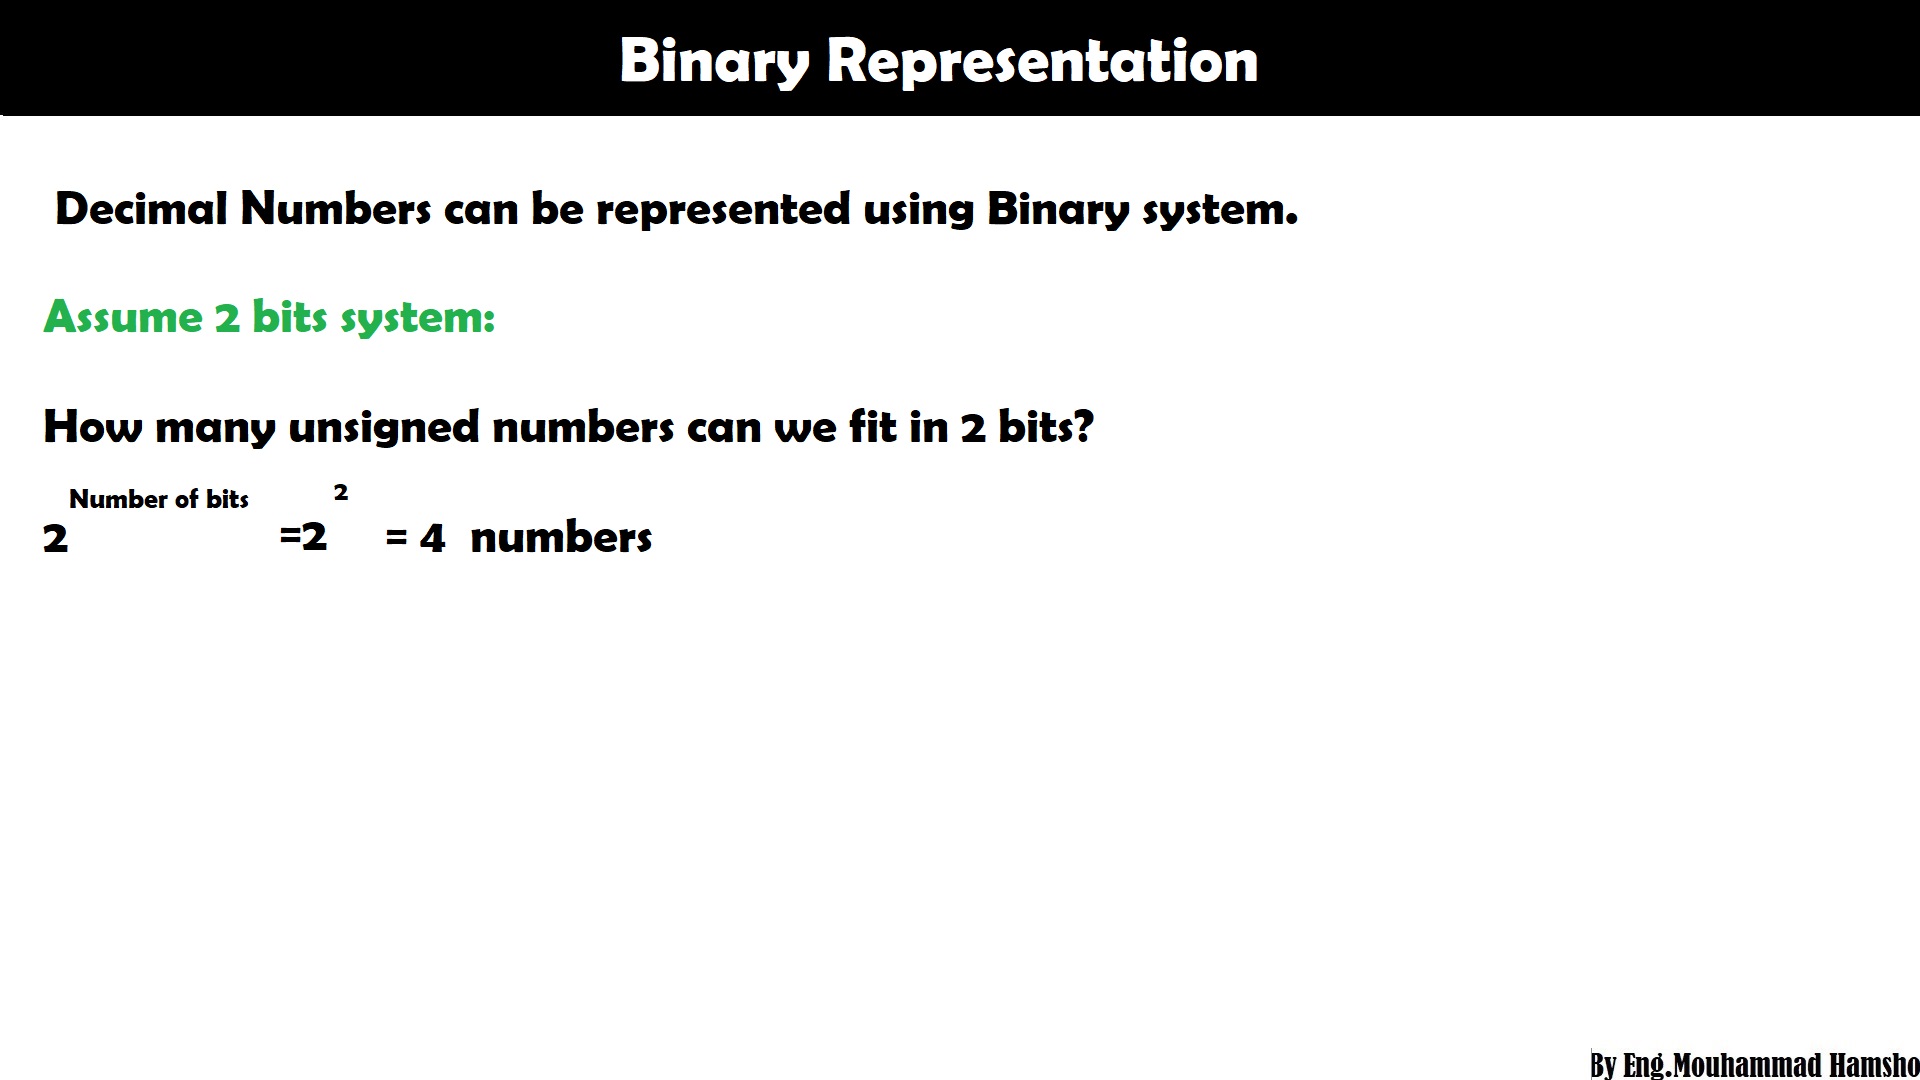 Binary Representation
Decimal Numbers can be represented using Binary system.
Assume 2 bits system:
How many unsigned numbers can we fit in 2 bits?
2^Number of bits =2^2 = 4 numbers
By Eng.Mouhammad Hamsho